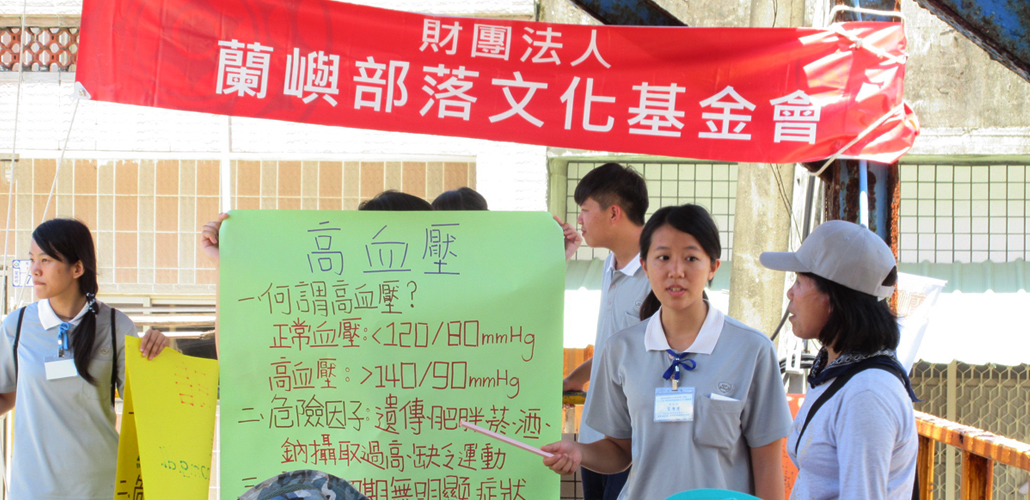 財團法人
蘭嶼部落文化基金會
高血壓
一何謂高血壓?
正常血壓:<120/80mmHg
高血壓:>140/90mmHg
二、危險因子:遺傳、肥胖、菸、酒、
鈉攝取過高、缺乏運動
三
期無明顯症狀
二